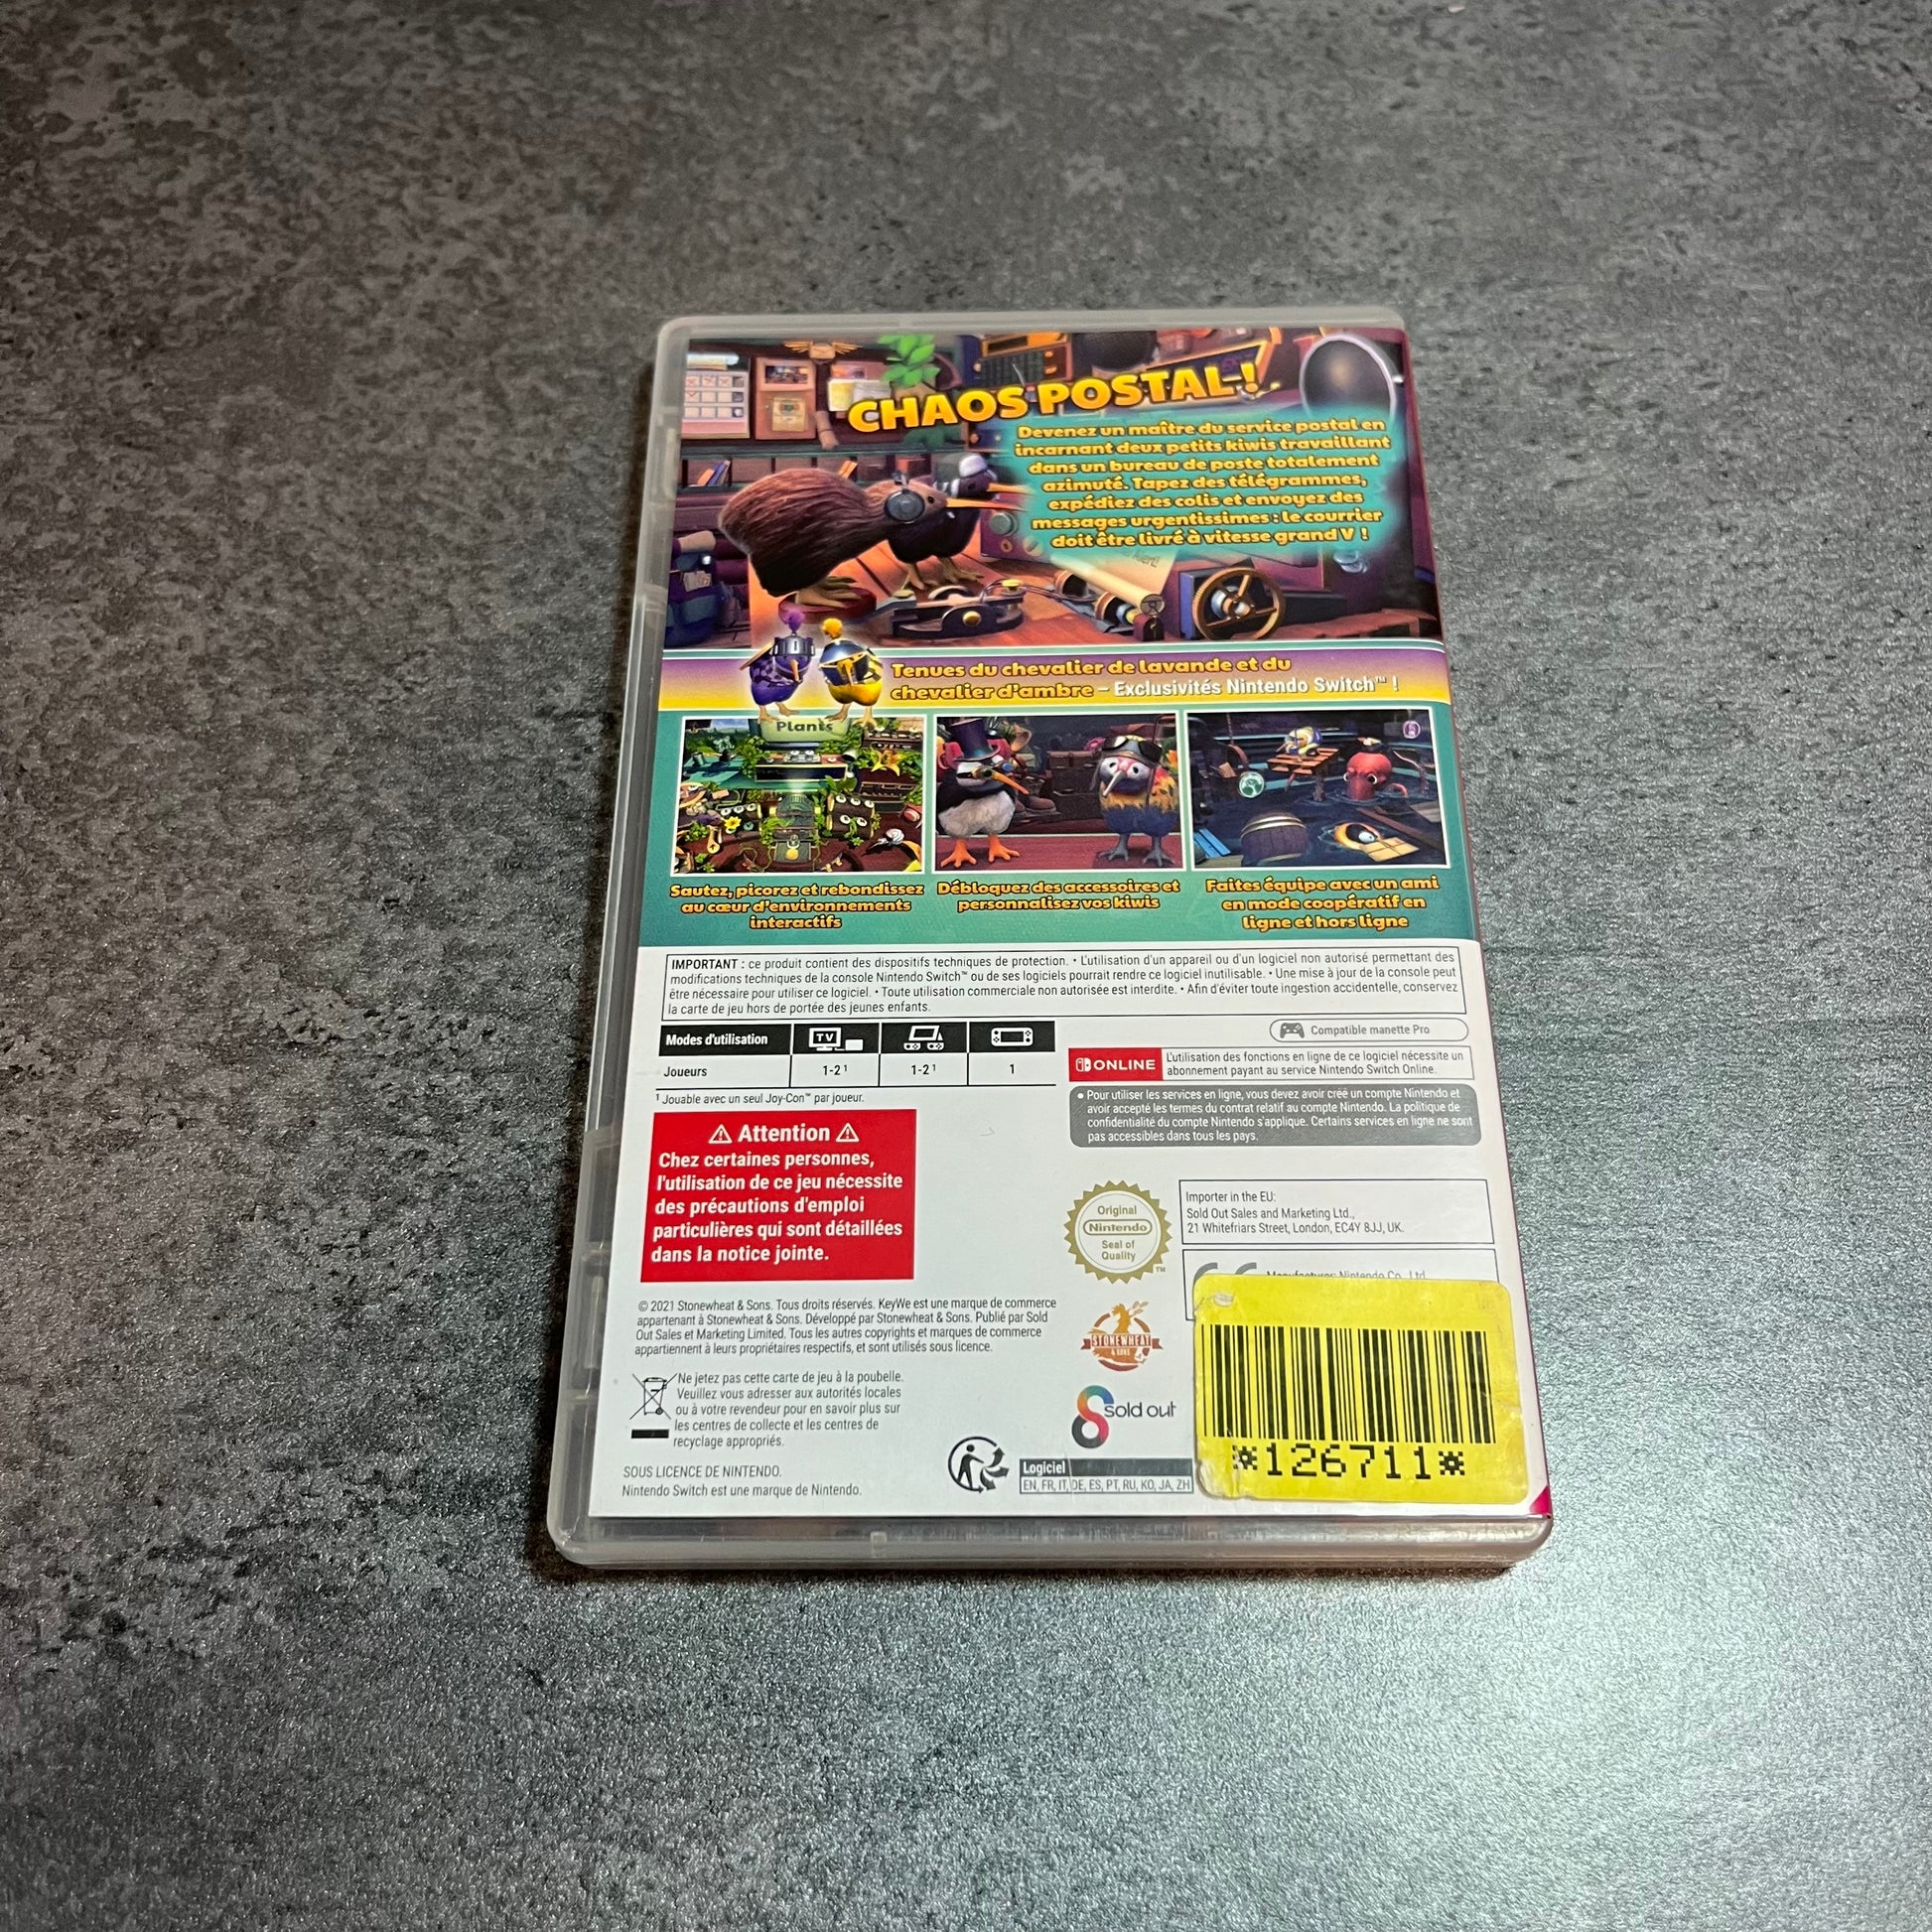 CHAOS POSTAL !
Devenez un maître du service postal en
incarnant deux petits kiwis travaillant
dans un bureau de poste totalement
azimuté. Tapez des télégrammes,
expédiez des colis et envoyez des
messages urgentissimes : le courrier
doit être livré à vitesse grand V !
Tenues du chevalier de lavande et du
chevalier d'ambre – Exclusivités Nintendo Switch™ !
Plants
Sautez, picorez et rebondissez
au cœur d'environnements
interactifs
Débloquez des accessoires et
personnalisez vos kiwis
Faites équipe avec un ami
en mode coopératif en
ligne et hors ligne
IMPORTANT : ce produit contient des dispositifs techniques de protection. • L'utilisation d'un appareil ou d'un logiciel non autorisé permettant des
modifications techniques de la console Nintendo Switch™ ou de ses logiciels pourrait rendre ce logiciel inutilisable. • Une mise à jour de la console peut
être nécessaire pour utiliser ce logiciel. • Toute utilisation commerciale non autorisée est interdite. • Afin d'éviter toute ingestion accidentelle, conservez
la carte de jeu hors de portée des jeunes enfants.
Modes d'utilisation TV
Joueurs 1-2¹ 1-2¹ 1
¹ Jouable avec un seul Joy-Con™ par joueur.
Compatible manette Pro
ONLINE
L'utilisation des fonctions en ligne de ce logiciel nécessite un
abonnement payant au service Nintendo Switch Online.
• Pour utiliser les services en ligne, vous devez avoir créé un compte Nintendo et
avoir accepté les termes du contrat relatif au compte Nintendo. La politique de
confidentialité du compte Nintendo s'applique. Certains services en ligne ne sont
pas accessibles dans tous les pays.
⚠ Attention ⚠
Chez certaines personnes,
l'utilisation de ce jeu nécessite
des précautions d'emploi
particulières qui sont détaillées
dans la notice jointe.
Original
Nintendo
Seal of
Quality
™
Importer in the EU:
Sold Out Sales and Marketing Ltd.,
21 Whitefriars Street, London, EC4Y 8JJ, UK.
CE Manufacturer: Nintendo Co., Ltd.
© 2021 Stonewheat & Sons. Tous droits réservés. KeyWe est une marque de commerce
appartenant à Stonewheat & Sons. Développé par Stonewheat & Sons. Publié par Sold
Out Sales et Marketing Limited. Tous les autres copyrights et marques de commerce
appartiennent à leurs propriétaires respectifs, et sont utilisés sous licence.
STONEWHEAT
& SONS
Ne jetez pas cette carte de jeu à la poubelle.
Veuillez vous adresser aux autorités locales
ou à votre revendeur pour en savoir plus sur
les centres de collecte et les centres de
recyclage appropriés.
sold out
SOUS LICENCE DE NINTENDO.
Nintendo Switch est une marque de Nintendo.
Logiciel
EN, FR, IT, DE, ES, PT, RU, KO, JA, ZH
*126711*